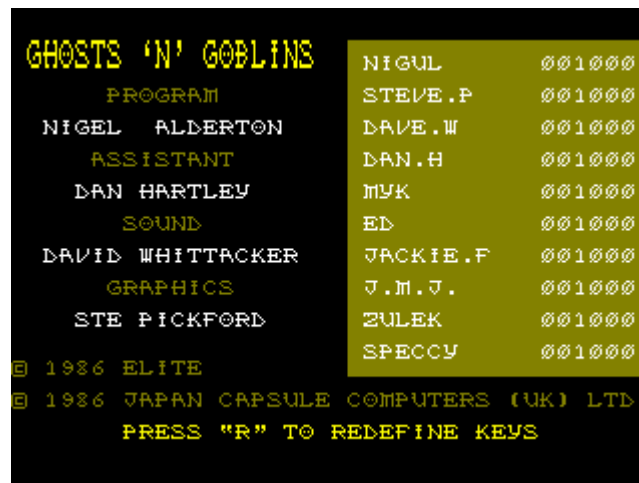 GHOSTS 'N' GOBLINS
PROGRAM
NIGEL ALDERTON
ASSISTANT
DAN HARTLEY
SOUND
DAVID WHITTACKER
GRAPHICS
STE PICKFORD
NIGUL 001000
STEVE.P 001000
DAVE.W 001000
DAN.H 001000
MYK 001000
ED 001000
JACKIE.F 001000
J.M.J. 001000
ZULEK 001000
SPECCY 001000
© 1986 ELITE
© 1986 JAPAN CAPSULE COMPUTERS (UK) LTD
PRESS "R" TO REDEFINE KEYS